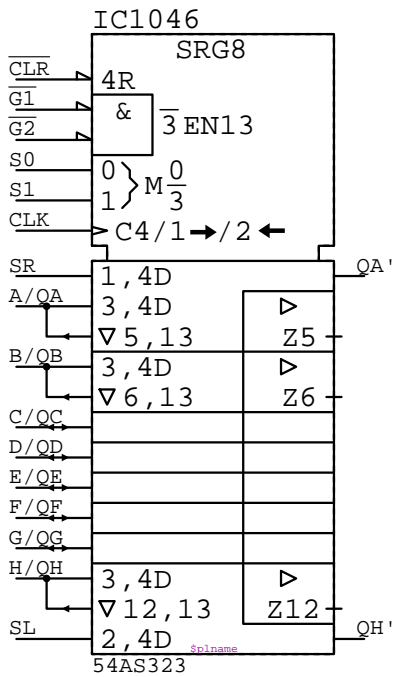 IC1046
SRG8
CLR 4R
G1 & 3EN13
G2
S0 0 M 0
S1 1 3
CLK C4/1 → /2 ←
SR 1,4D QA'
A/QA 3,4D
▽ 5,13 Z5
B/QB 3,4D
▽ 6,13 Z6
C/QC
D/QD
E/QE
F/QF
G/QG
H/QH 3,4D
▽ 12,13 Z12
SL 2,4D QH'
$plname
54AS323